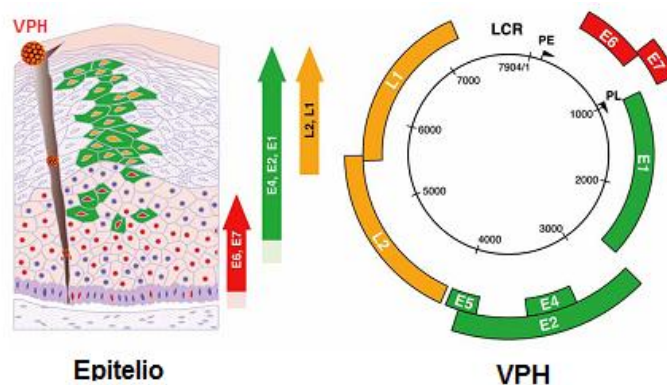 VPH
E6, E7
E4, E2, E1
L2, L1
Epitelio
LCR
PE
7904/1
E6
E7
PL
1000
E1
2000
3000
E4
E2
E5
4000
L2
5000
6000
L1
7000
VPH